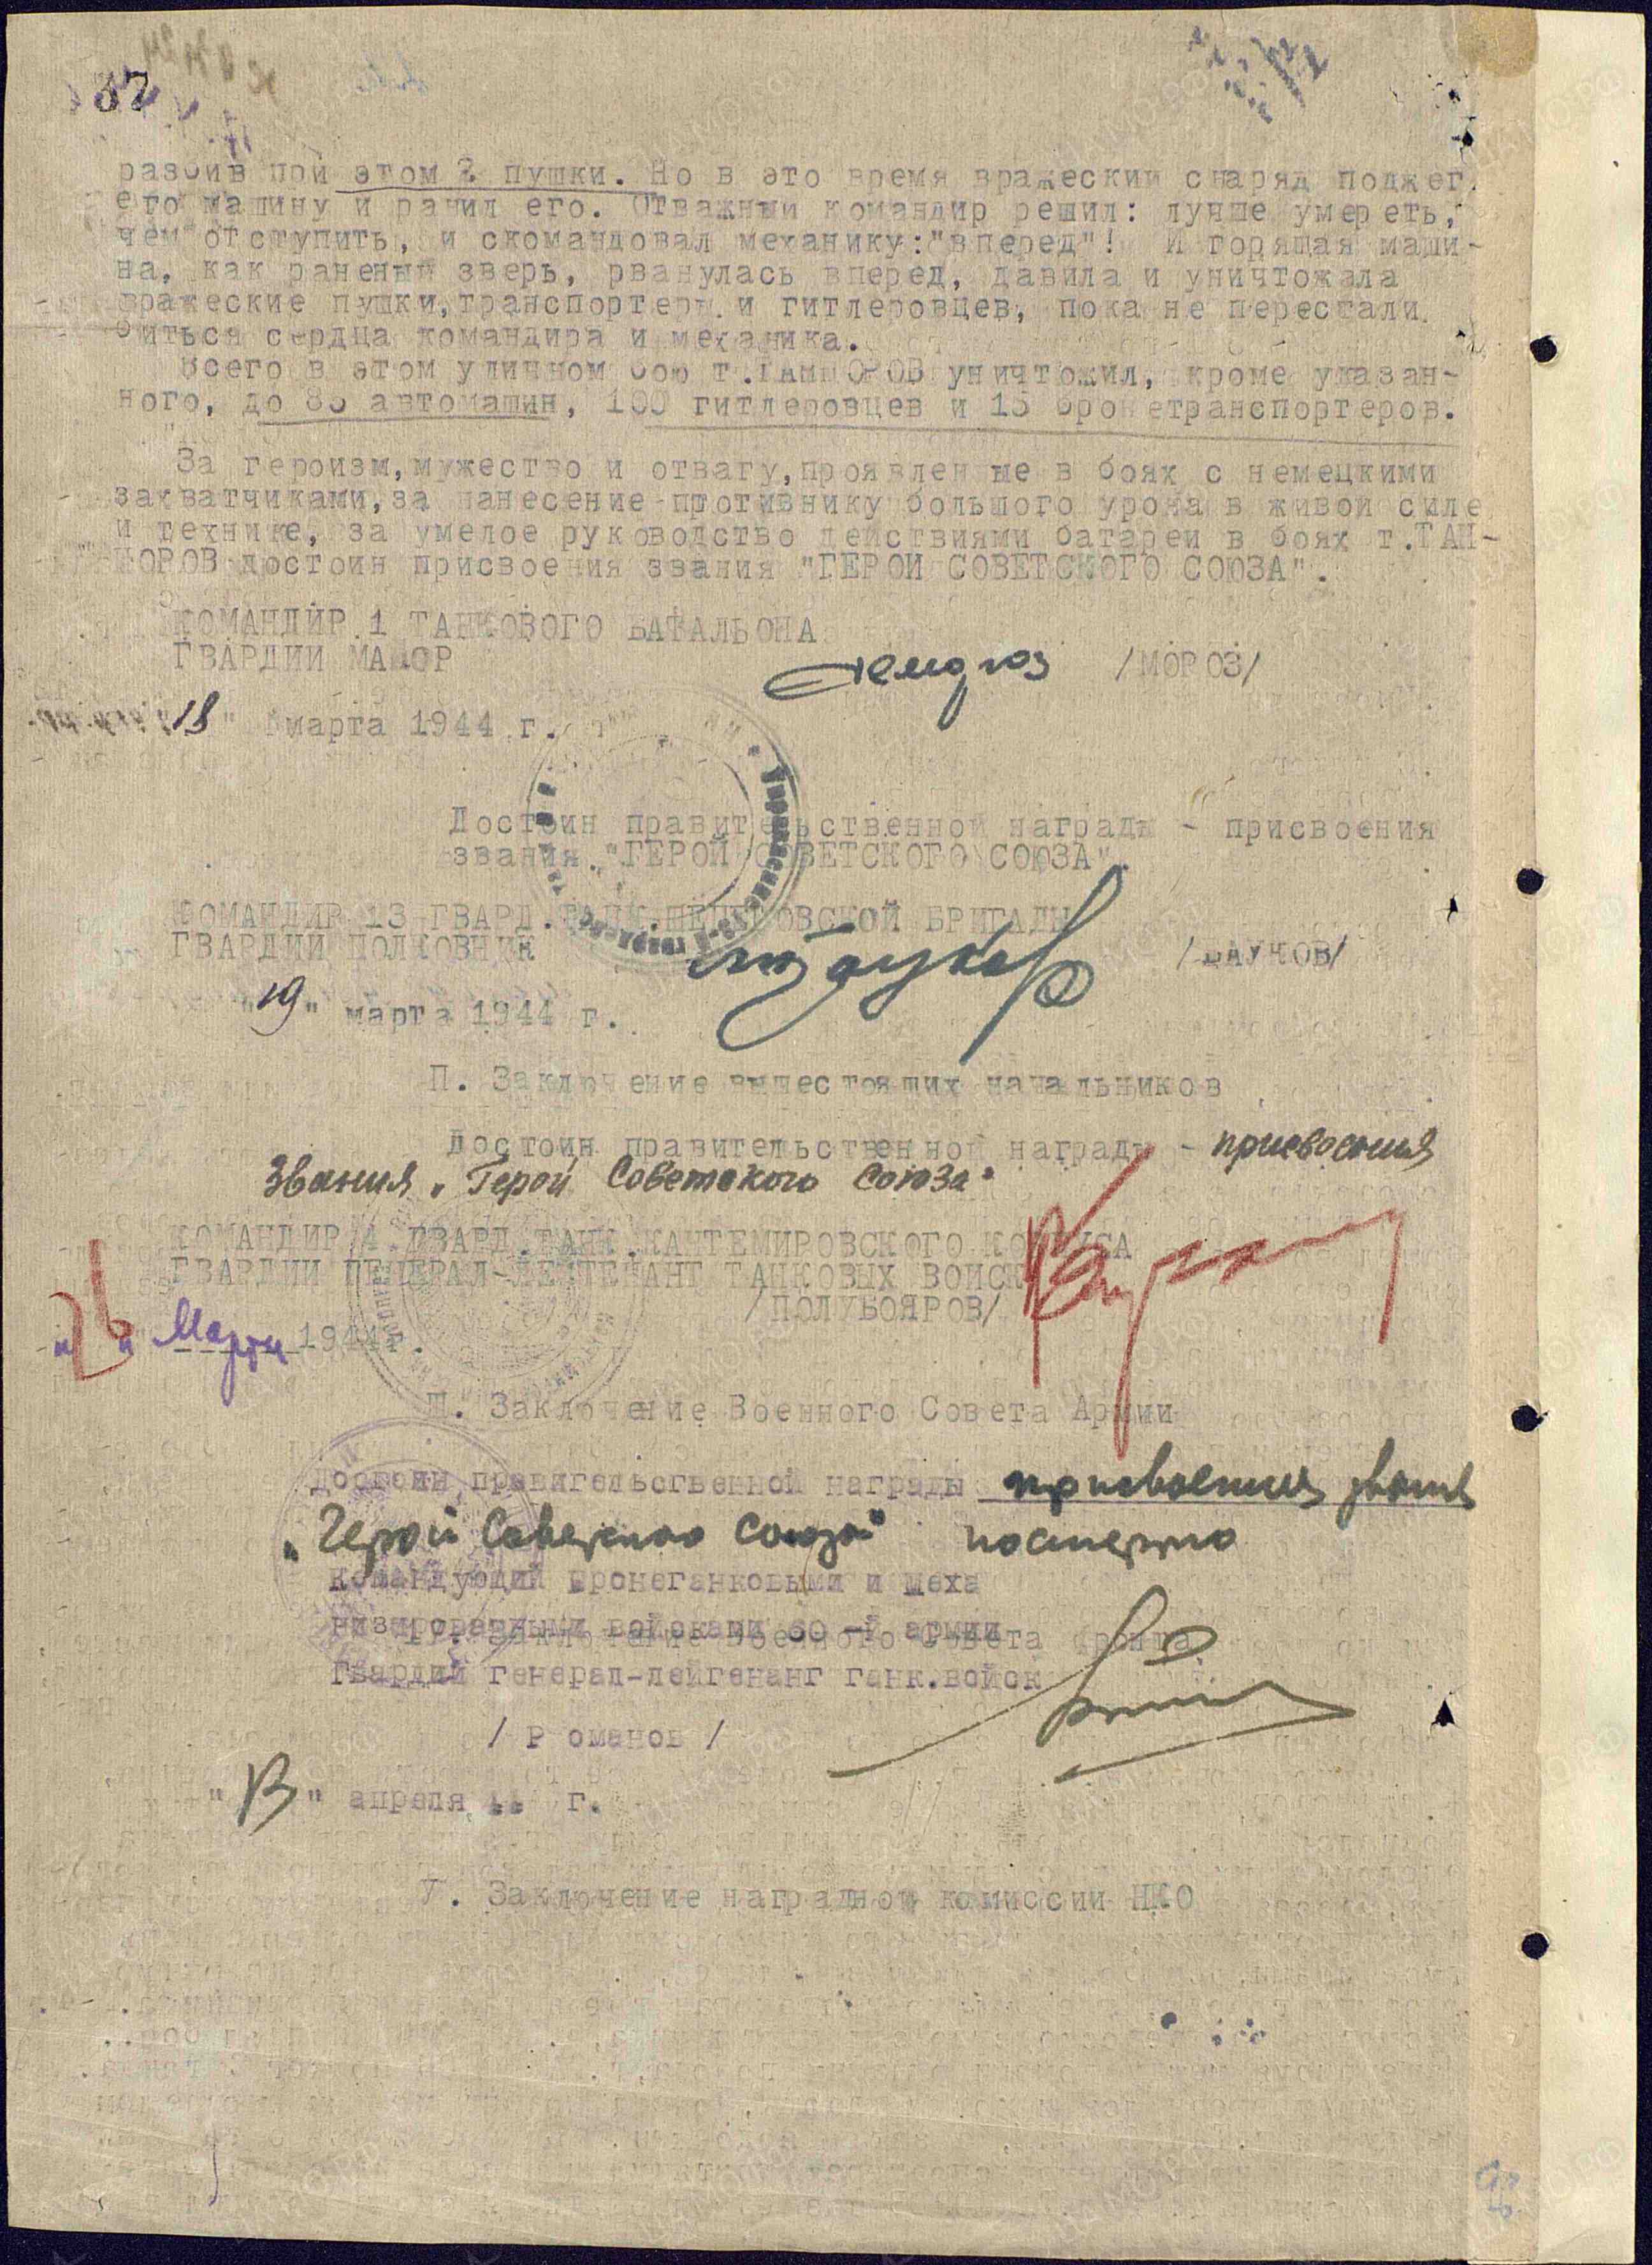 разбив при этом 2 пушки. Но в это время вражеский снаряд поджег
его машину и ранил его. Отважный командир решил: лучше умереть,
чем отступить, и скомандовал механику:"вперед"! И горящая маши-
на, как раненый зверь, рванулась вперед, давила и уничтожала
вражеские пушки, транспортеры и гитлеровцев, пока не перестали
биться сердца командира и механика.
Всего в этом уличном бою т.ТАНЦОРОВ уничтожил, кроме указан-
ного, до 85 автомашин, 100 гитлеровцев и 15 бронетранспортеров.
За героизм, мужество и отвагу, проявленные в боях с немецкими
захватчиками, за нанесение противнику большого урона в живой силе
и технике, за умелое руководство действиями батареи в боях т.ТАН-
ЦОРОВ достоин присвоения звания "ГЕРОЙ СОВЕТСКОГО СОЮЗА".
КОМАНДИР 1 ТАНКОВОГО БАТАЛЬОНА
ГВАРДИИ МАЙОР /МОРОЗ/
"18" марта 1944 г.
Достоин правительственной награды - присвоения
звания "ГЕРОЙ СОВЕТСКОГО СОЮЗА".
КОМАНДИР 13 ГВАРД.ТАНК.ШЕПЕТОВСКОЙ БРИГАДЫ
ГВАРДИИ ПОЛКОВНИК /БАУКОВ/
"19" марта 1944 г.
П. Заключение вышестоящих начальников
Достоин правительственной награды - присвоения
звания "Герой Советского Союза"
КОМАНДИР 4 ГВАРД.ТАНК.КАНТЕМИРОВСКОГО КОРПУСА
ГВАРДИИ ГЕНЕРАЛ-ЛЕЙТЕНАНТ ТАНКОВЫХ ВОЙСК
/ПОЛУБОЯРОВ/
"26" Марта 1944г.
Ш. Заключение Военного Совета Армии
достоин правительственной награды присвоения звания
"Герой Советского Союза" посмертно
Командующий бронетанковыми и меха
низированными войсками 60-й армии
1У. Заключение Военного Совета фронта
гвардии генерал-лейтенант танк.войск
/ Романов /
"13" апреля 44 г.
У. Заключение наградной комиссии НКО